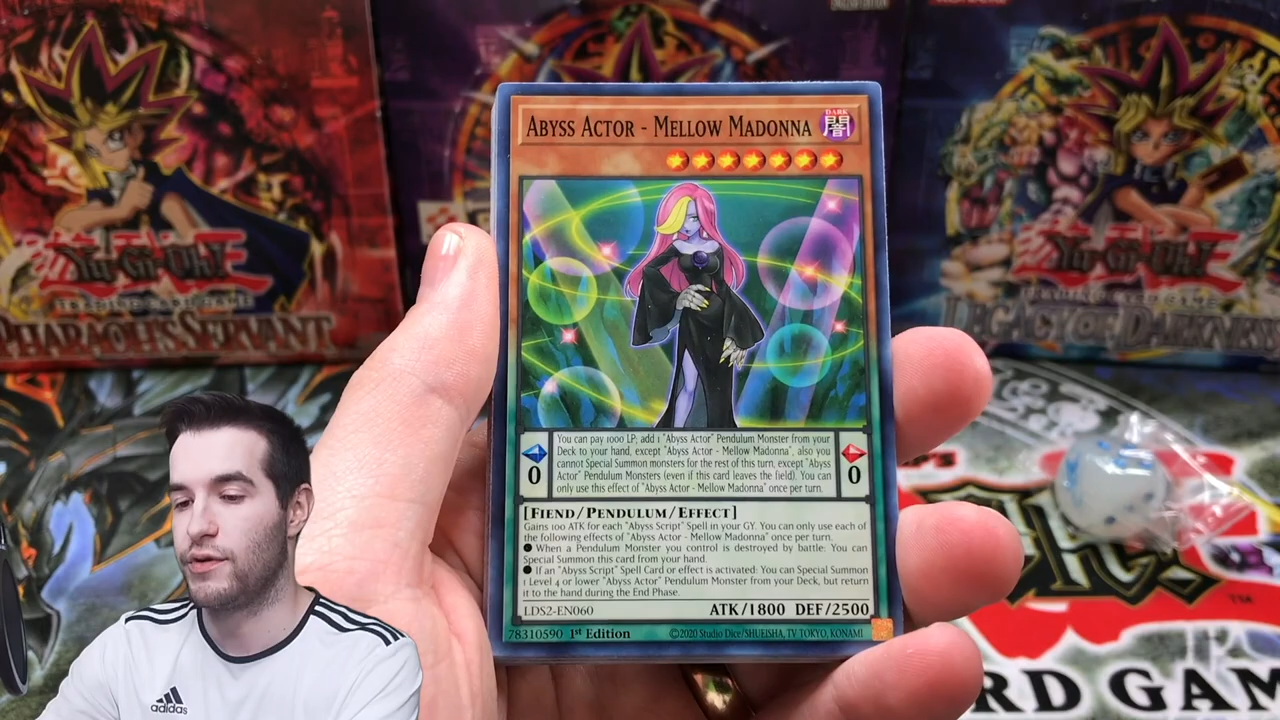 ABYSS ACTOR - MELLOW MADONNA
DARK
闇
You can pay 1000 LP; add 1 "Abyss Actor" Pendulum Monster from your
Deck to your hand, except "Abyss Actor - Mellow Madonna", also you
cannot Special Summon monsters for the rest of this turn, except "Abyss
Actor" Pendulum Monsters (even if this card leaves the field). You can
only use this effect of "Abyss Actor - Mellow Madonna" once per turn.
0
0
[FIEND/PENDULUM/EFFECT]
Gains 100 ATK for each "Abyss Script" Spell in your GY. You can only use each of
the following effects of "Abyss Actor - Mellow Madonna" once per turn.
● When a Pendulum Monster you control is destroyed by battle: You can
Special Summon this card from your hand.
● If an "Abyss Script" Spell Card or effect is activated: You can Special Summon
1 Level 4 or lower "Abyss Actor" Pendulum Monster from your Deck, but return
it to the hand during the End Phase.
LDS2-EN060
ATK/1800 DEF/2500
78310590 1st Edition
©2020 Studio Dice/SHUEISHA, TV TOKYO, KONAMI
Yu-Gi-Oh!
TRADING CARD GAME
PHARAOH'S SERVANT
Yu-Gi-Oh!
TRADING CARD GAME
LEGACY OF DARKNESS
adidas
Oh!
TM
RD GAM